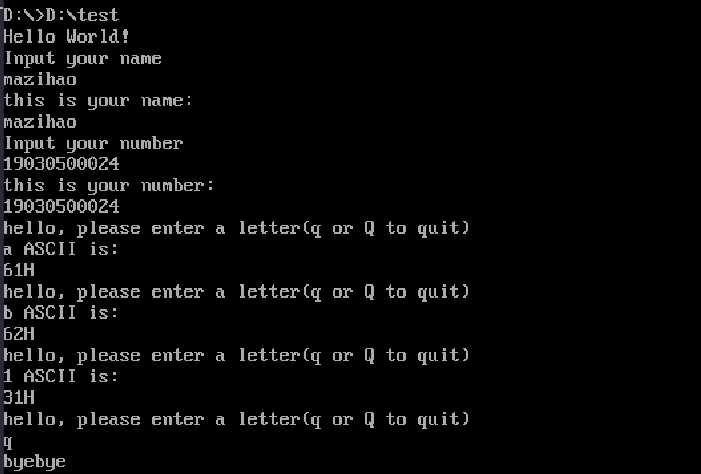 D:\>D:\test
Hello World!
Input your name
mazihao
this is your name:
mazihao
Input your number
19030500024
this is your number:
19030500024
hello, please enter a letter(q or Q to quit)
a ASCII is:
61H
hello, please enter a letter(q or Q to quit)
b ASCII is:
62H
hello, please enter a letter(q or Q to quit)
1 ASCII is:
31H
hello, please enter a letter(q or Q to quit)
q
byebye